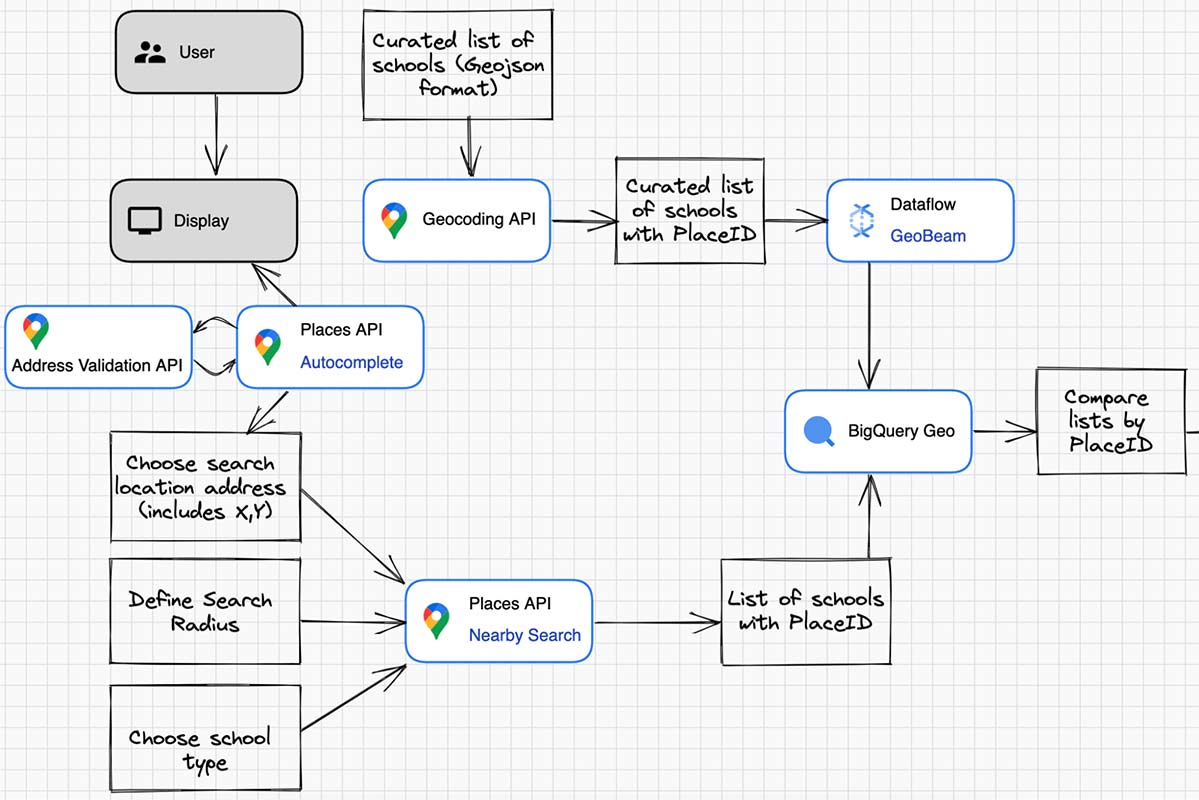 User
Curated list of
schools (Geojson
format)
Display
Geocoding API
Curated list
of schools
with PlaceID
Dataflow
GeoBeam
Address Validation API
Places API
Autocomplete
BigQuery Geo
Compare
lists by
PlaceID
Choose search
location address
(includes X,Y)
Define Search
Radius
Places API
Nearby Search
List of schools
with PlaceID
Choose school
type